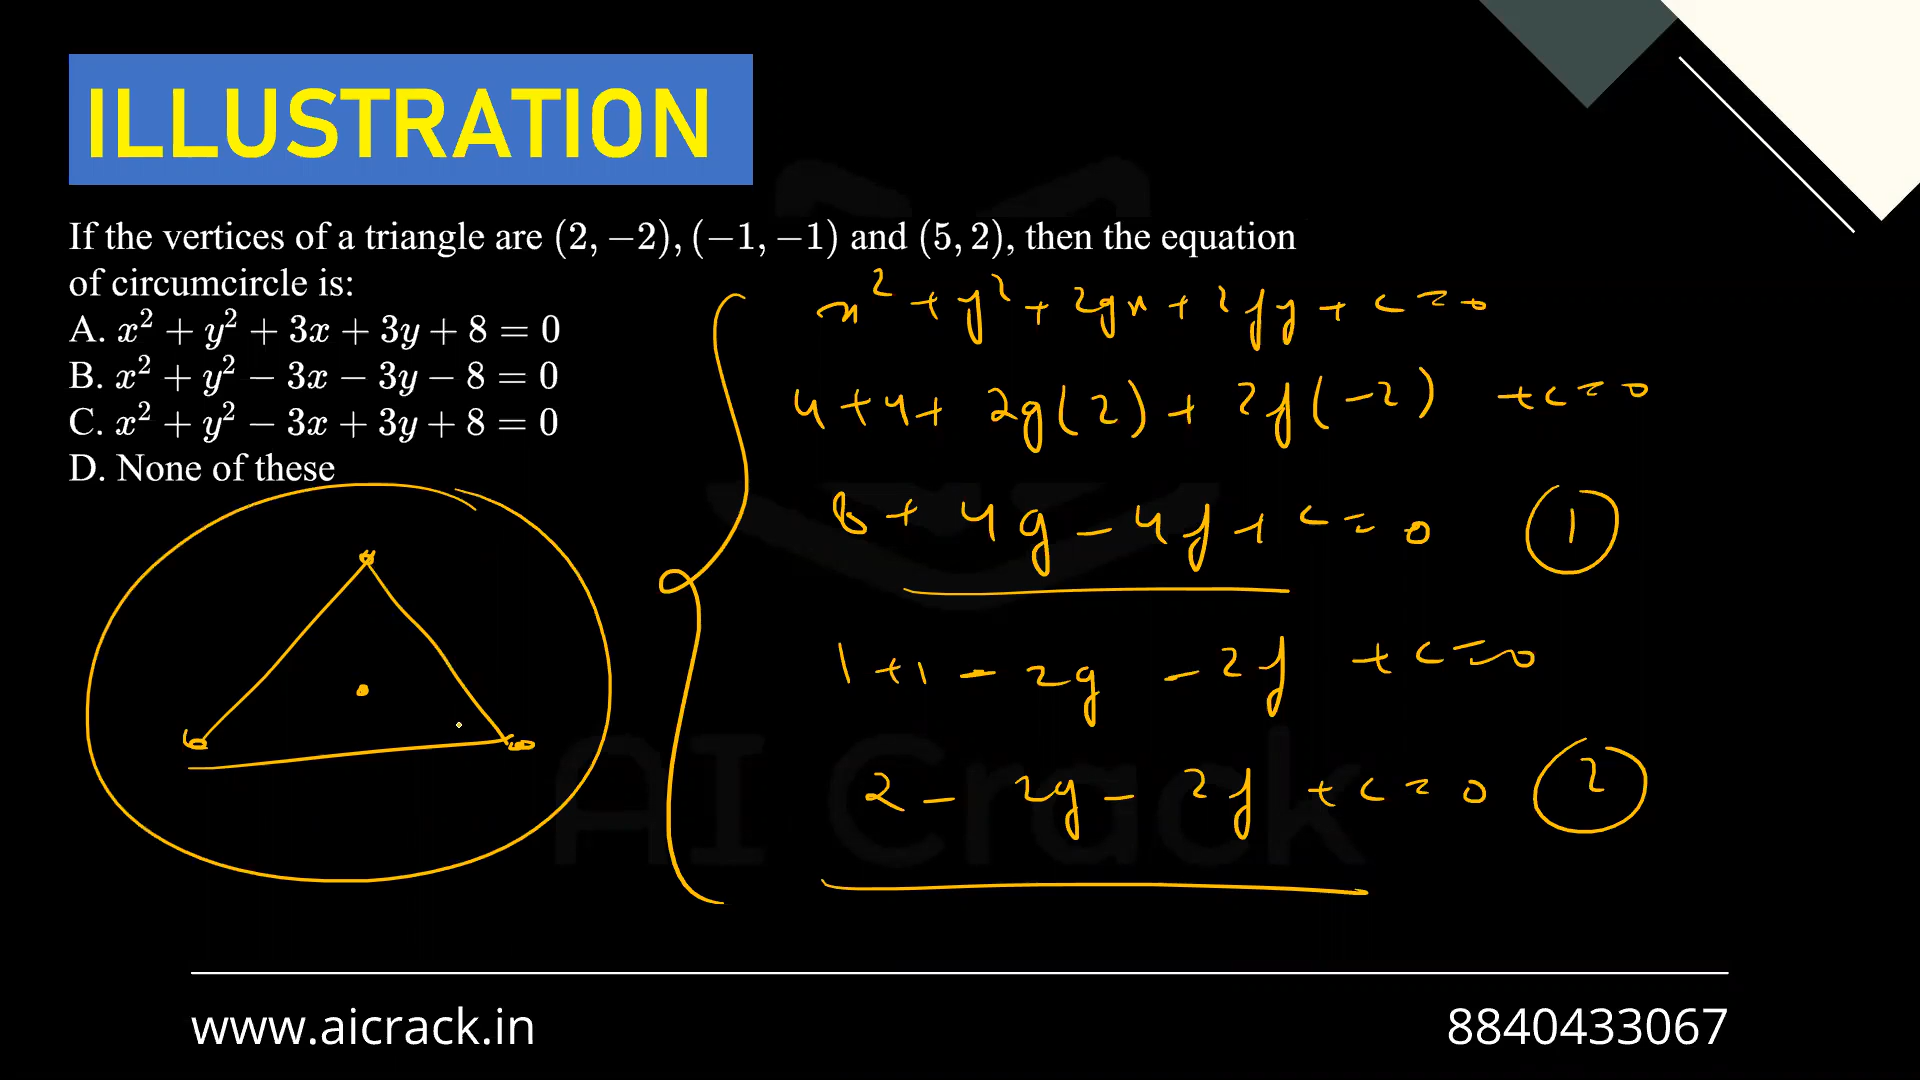 ILLUSTRATION
If the vertices of a triangle are (2, −2), (−1, −1) and (5, 2), then the equation
of circumcircle is:
A. x² + y² + 3x + 3y + 8 = 0
B. x² + y² − 3x − 3y − 8 = 0
C. x² + y² − 3x + 3y + 8 = 0
D. None of these
x² + y² + 2gx + 2fy + c = 0
4 + 4 + 2g(2) + 2f(−2) + c = 0
8 + 4g − 4f + c = 0 ①
1 + 1 − 2g − 2f + c = 0
2 − 2g − 2f + c = 0 ②
AI Crack
www.aicrack.in
8840433067